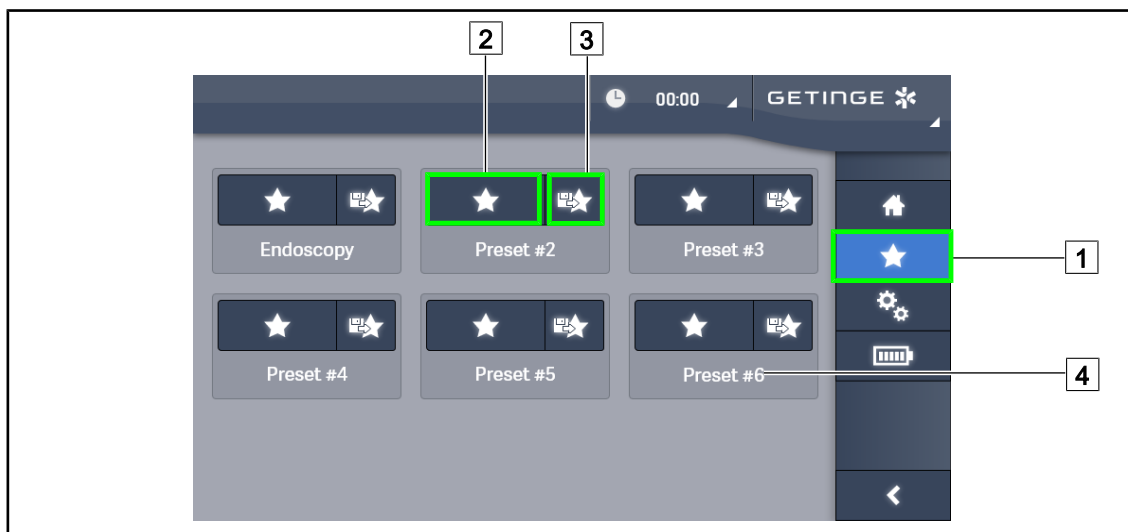 2 3
00:00 GETINGE
Endoscopy Preset #2 Preset #3
1
Preset #4 Preset #5 Preset #6
4